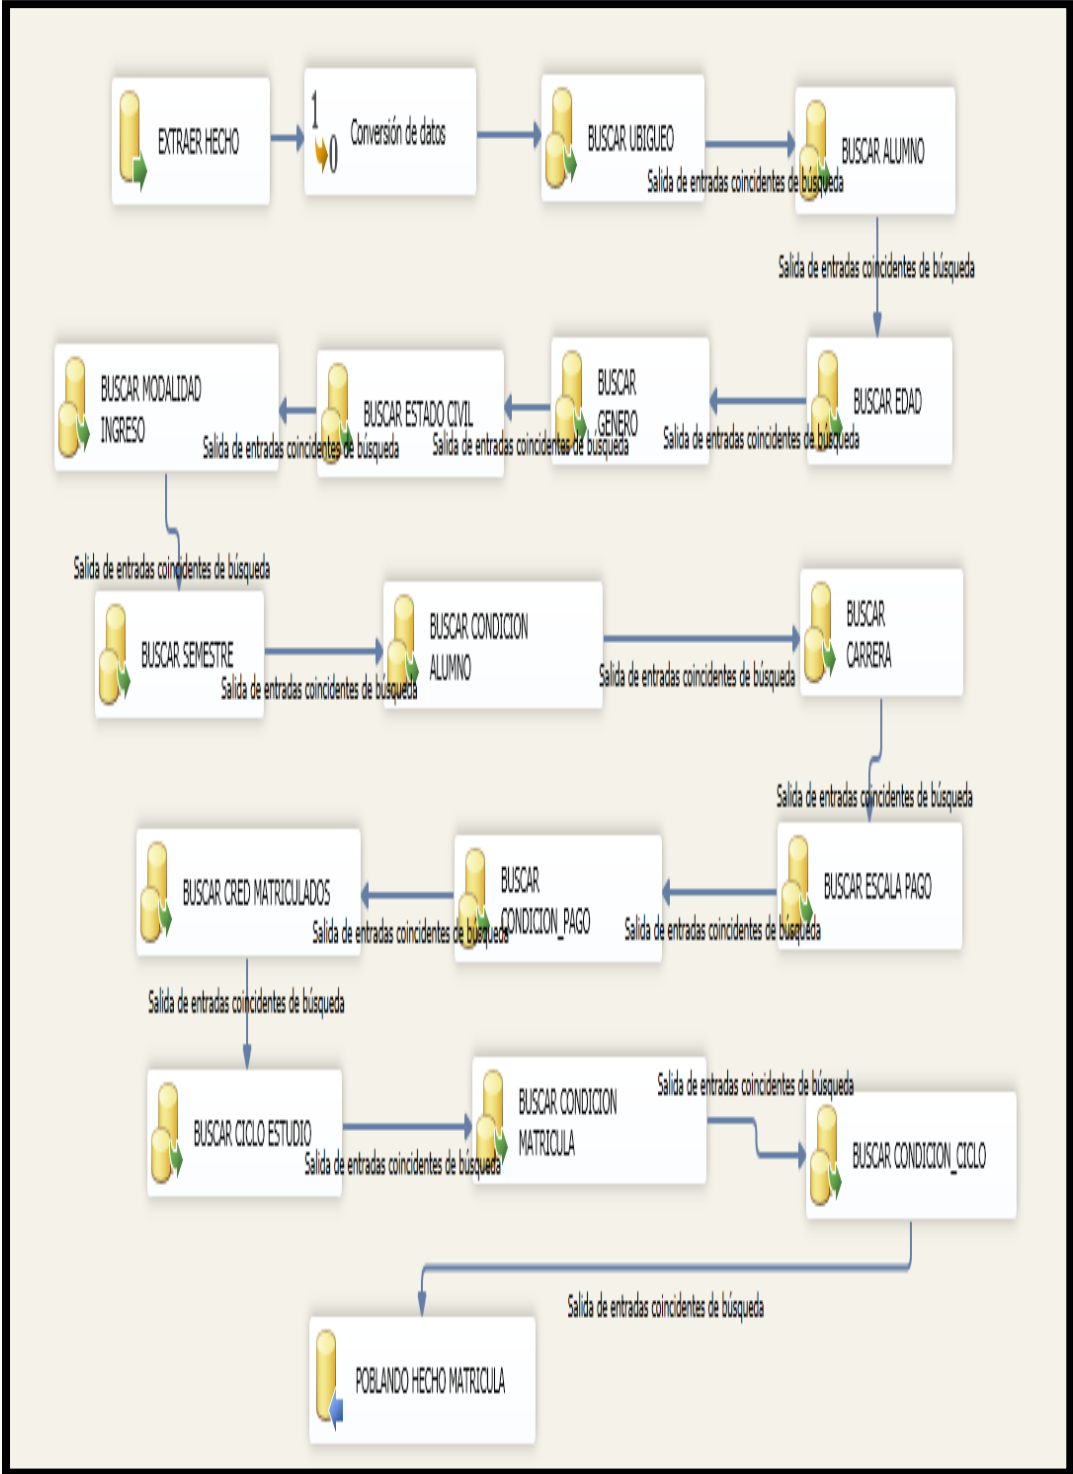 EXTRAER HECHO
1
0
Conversión de datos
BUSCAR UBIGUEO
Salida de entradas coincidentes de búsqueda
BUSCAR ALUMNO
Salida de entradas coincidentes de búsqueda
BUSCAR EDAD
Salida de entradas coincidentes de búsqueda
BUSCAR
GENERO
Salida de entradas coincidentes de búsqueda
BUSCAR ESTADO CIVIL
Salida de entradas coincidentes de búsqueda
BUSCAR MODALIDAD
INGRESO
Salida de entradas coincidentes de búsqueda
BUSCAR SEMESTRE
Salida de entradas coincidentes de búsqueda
BUSCAR CONDICION
ALUMNO
Salida de entradas coincidentes de búsqueda
BUSCAR
CARRERA
Salida de entradas coincidentes de búsqueda
BUSCAR ESCALA PAGO
Salida de entradas coincidentes de búsqueda
BUSCAR
CONDICION_PAGO
Salida de entradas coincidentes de búsqueda
BUSCAR CRED MATRICULADOS
Salida de entradas coincidentes de búsqueda
BUSCAR CICLO ESTUDIO
Salida de entradas coincidentes de búsqueda
BUSCAR CONDICION
MATRICULA
Salida de entradas coincidentes de búsqueda
BUSCAR CONDICION_CICLO
Salida de entradas coincidentes de búsqueda
POBLANDO HECHO MATRICULA